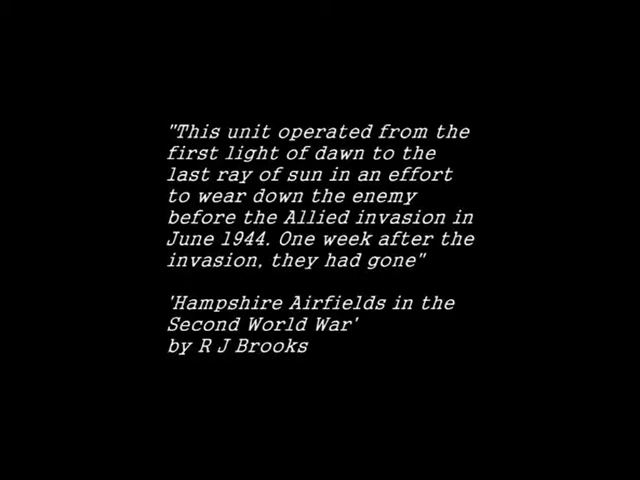 "This unit operated from the
first light of dawn to the
last ray of sun in an effort
to wear down the enemy
before the Allied invasion in
June 1944. One week after the
invasion, they had gone"
'Hampshire Airfields in the
Second World War'
by R J Brooks